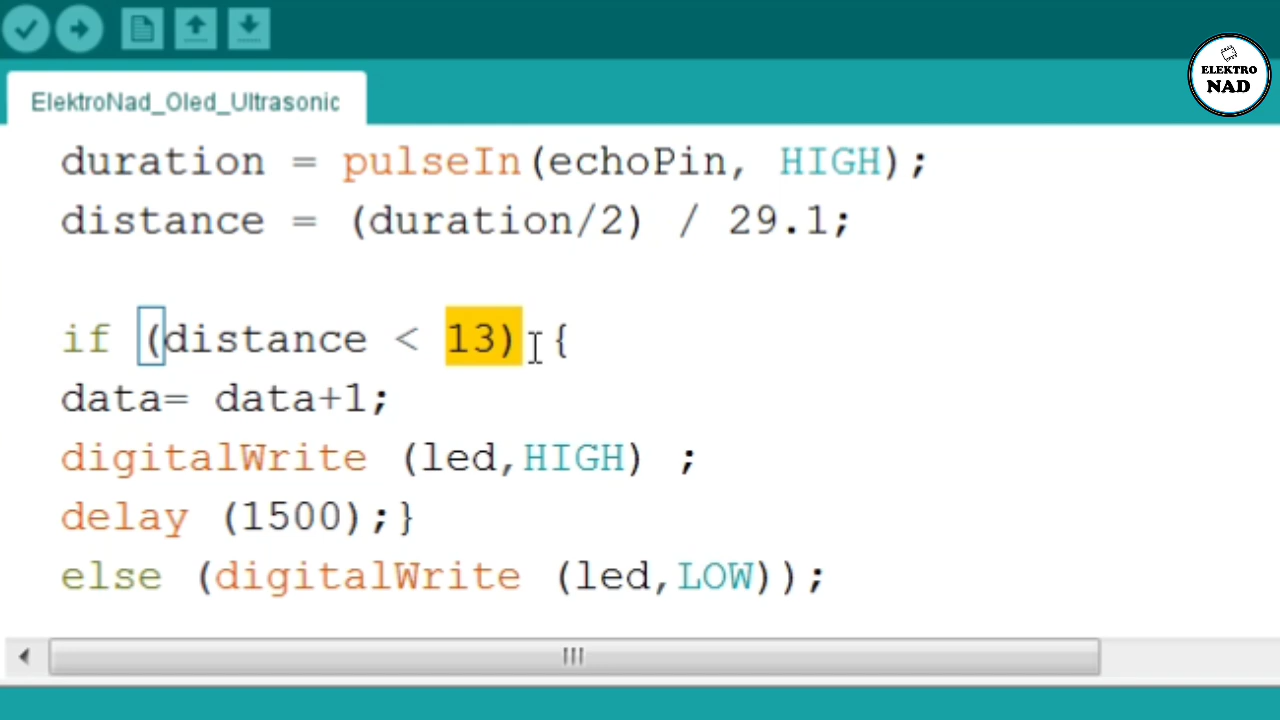 ELEKTRO
NAD
ElektroNad_Oled_Ultrasonic
duration = pulseIn(echoPin, HIGH);
distance = (duration/2) / 29.1;
if (distance < 13) {
data= data+1;
digitalWrite (led,HIGH) ;
delay (1500);}
else (digitalWrite (led,LOW));